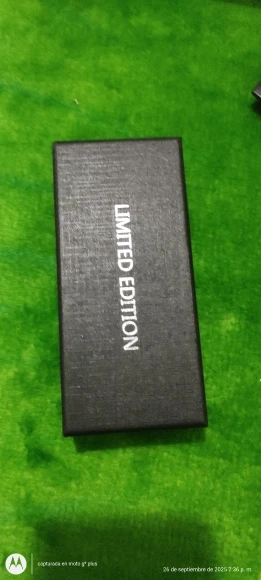 LIMITED EDITION
capturada en moto g⁸ plus
26 de septiembre de 2025 7:36 p. m.